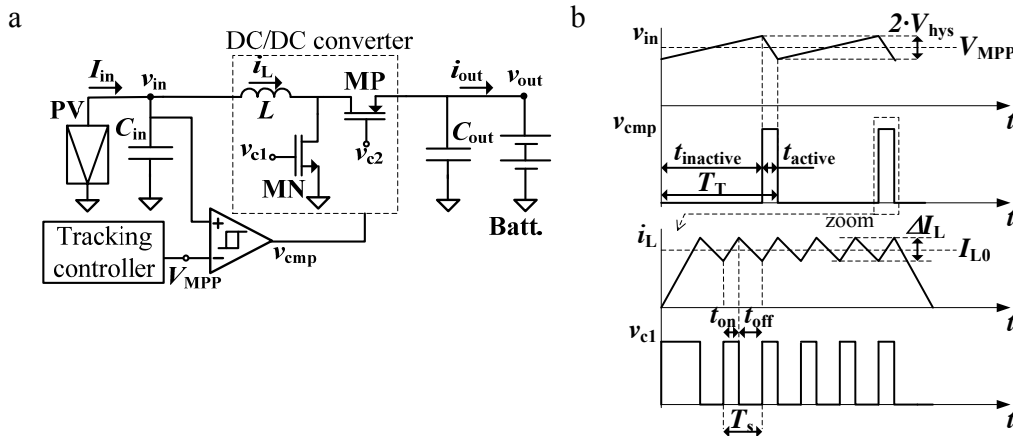 a
DC/DC converter
I_in
v_in
i_L
MP
i_out
v_out
PV
L
C_in
v_c1
v_c2
C_out
MN
Batt.
Tracking
controller
V_MPP
+
−
v_cmp
b
v_in
2·V_hys
V_MPP
t
v_cmp
t_inactive
t_active
T_T
t
zoom
i_L
ΔI_L
I_L0
t_on
t_off
t
v_c1
T_s
t